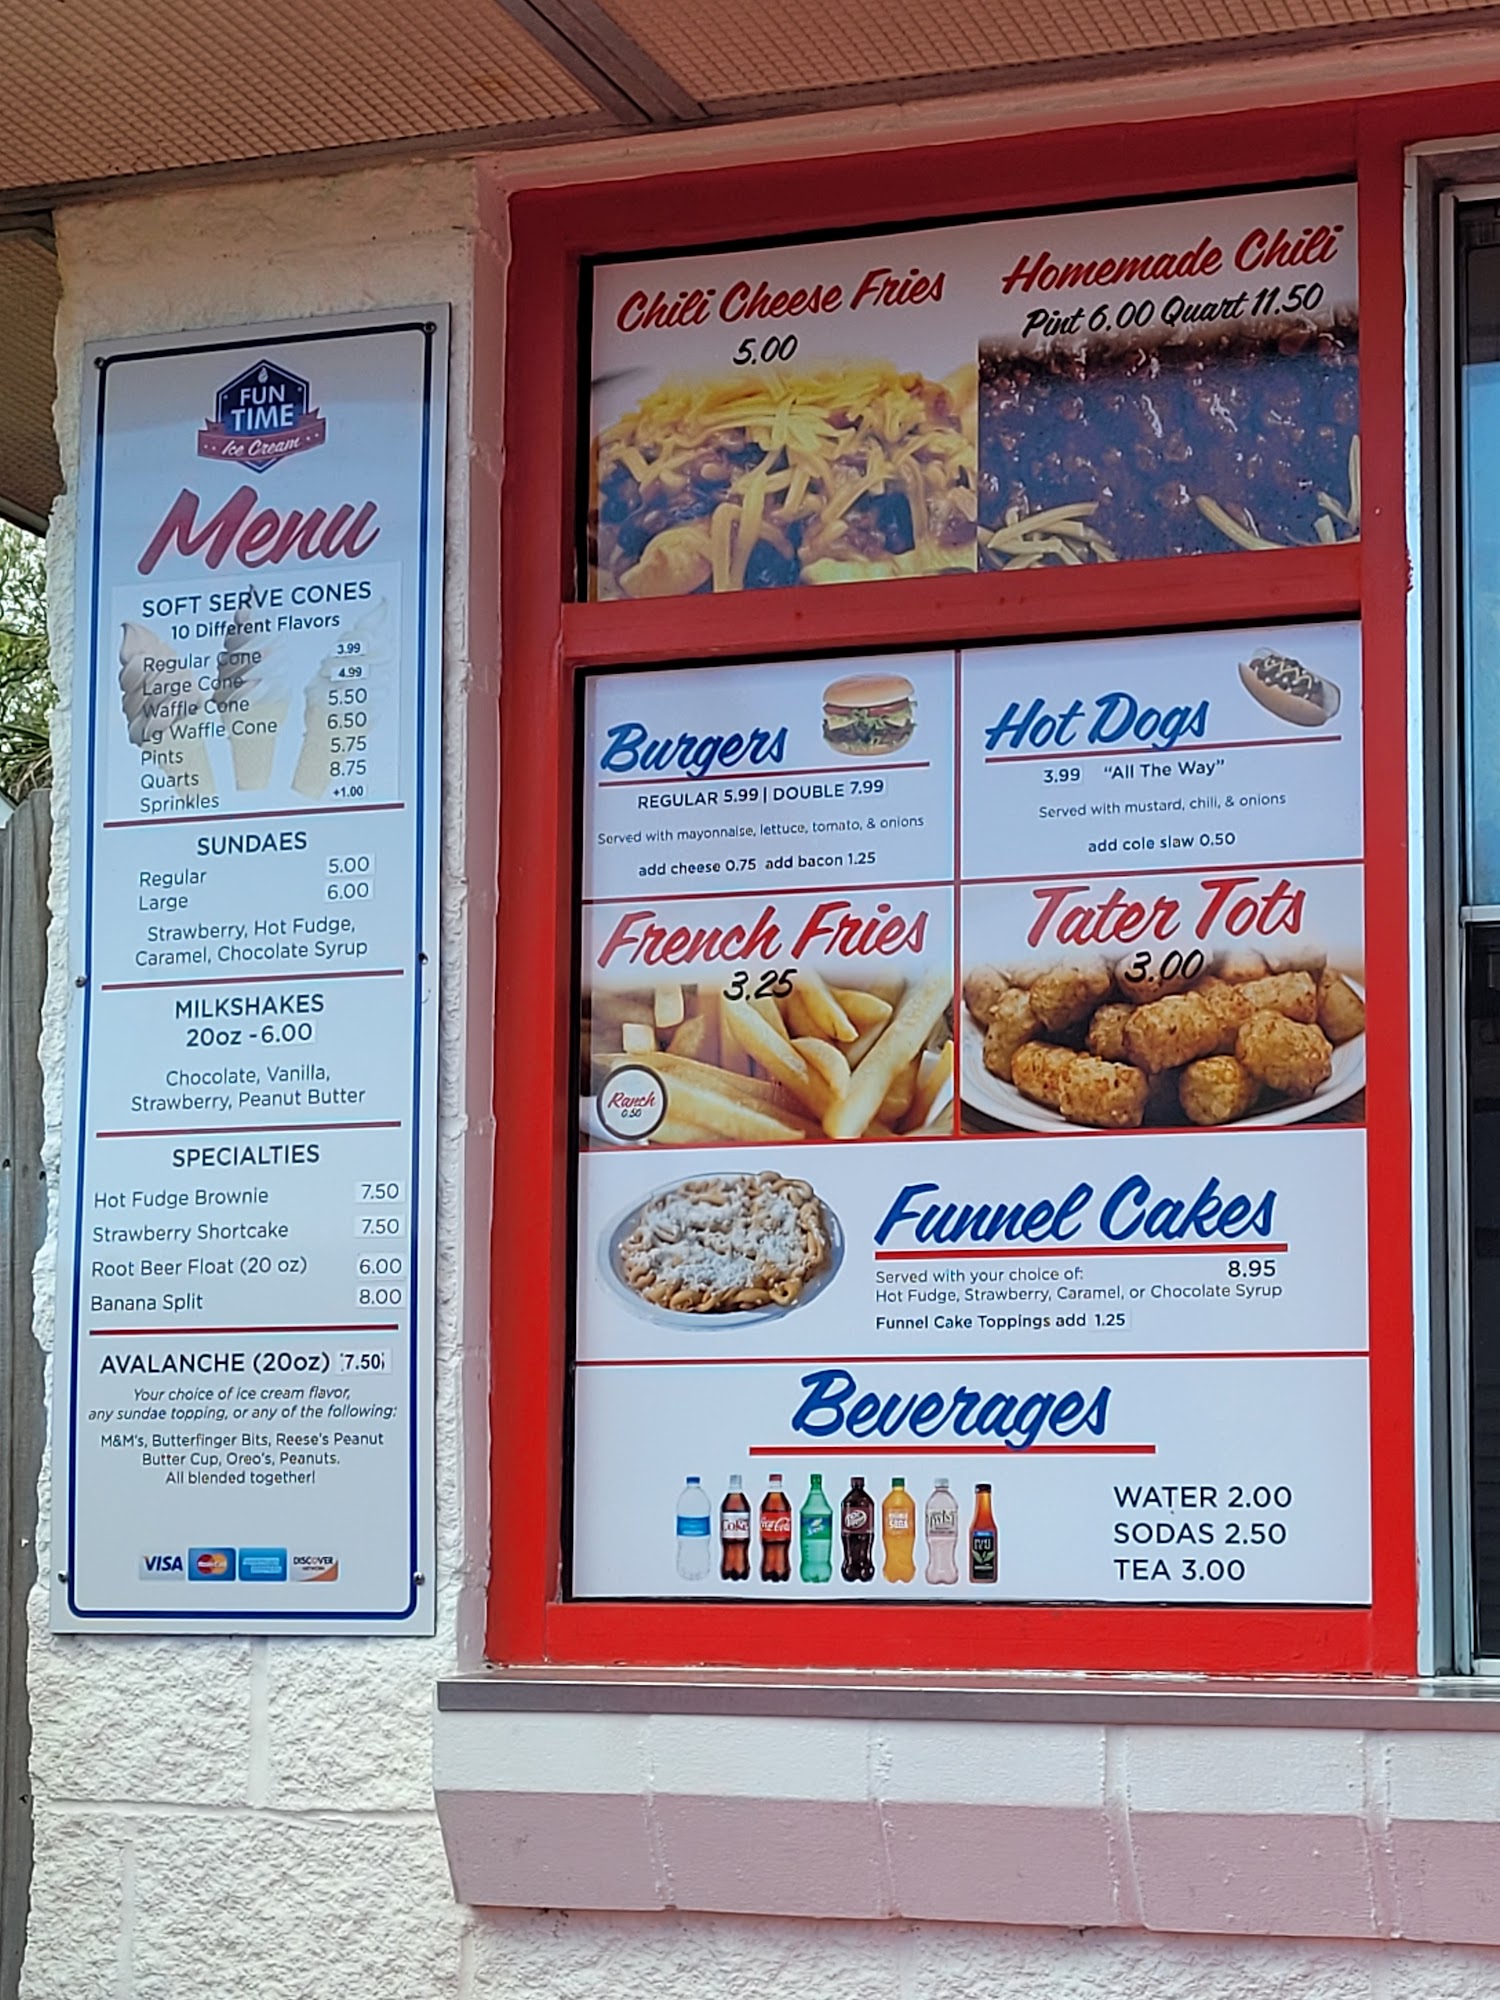 FUN
TIME
Ice Cream
Menu
SOFT SERVE CONES
10 Different Flavors
Regular Cone 3.99
Large Cone 4.99
Waffle Cone 5.50
Lg Waffle Cone 6.50
Pints 5.75
Quarts 8.75
Sprinkles +1.00
SUNDAES
Regular 5.00
Large 6.00
Strawberry, Hot Fudge,
Caramel, Chocolate Syrup
MILKSHAKES
20oz - 6.00
Chocolate, Vanilla,
Strawberry, Peanut Butter
SPECIALTIES
Hot Fudge Brownie 7.50
Strawberry Shortcake 7.50
Root Beer Float (20 oz) 6.00
Banana Split 8.00
AVALANCHE (20oz) 7.50
Your choice of ice cream flavor,
any sundae topping, or any of the following:
M&M's, Butterfinger Bits, Reese's Peanut
Butter Cup, Oreo's, Peanuts.
All blended together!
VISA MasterCard DISCOVER
Chili Cheese Fries
5.00
Homemade Chili
Pint 6.00 Quart 11.50
Burgers
REGULAR 5.99 | DOUBLE 7.99
Served with mayonnaise, lettuce, tomato, & onions
add cheese 0.75 add bacon 1.25
Hot Dogs
3.99 "All The Way"
Served with mustard, chili, & onions
add cole slaw 0.50
French Fries
3.25
Ranch
0.50
Tater Tots
3.00
Funnel Cakes
8.95
Served with your choice of:
Hot Fudge, Strawberry, Caramel, or Chocolate Syrup
Funnel Cake Toppings add 1.25
Beverages
Coke Coca-Cola Sprite Dr Pepper
WATER 2.00
SODAS 2.50
TEA 3.00